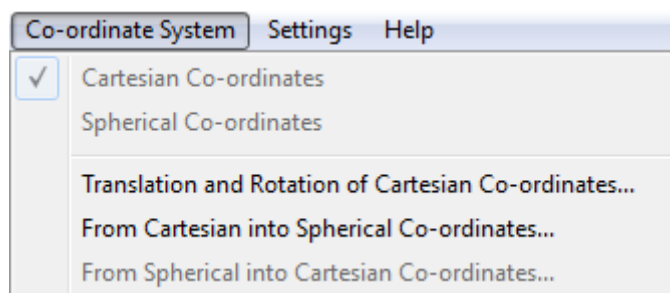 Co-ordinate System Settings Help
Cartesian Co-ordinates
Spherical Co-ordinates
Translation and Rotation of Cartesian Co-ordinates...
From Cartesian into Spherical Co-ordinates...
From Spherical into Cartesian Co-ordinates...